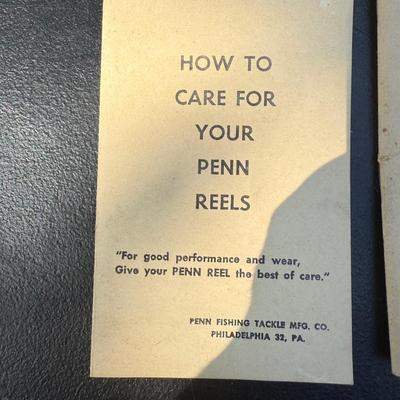 HOW TO
CARE FOR
YOUR
PENN
REELS
"For good performance and wear,
Give your PENN REEL the best of care."
PENN FISHING TACKLE MFG. CO.
PHILADELPHIA 32, PA.